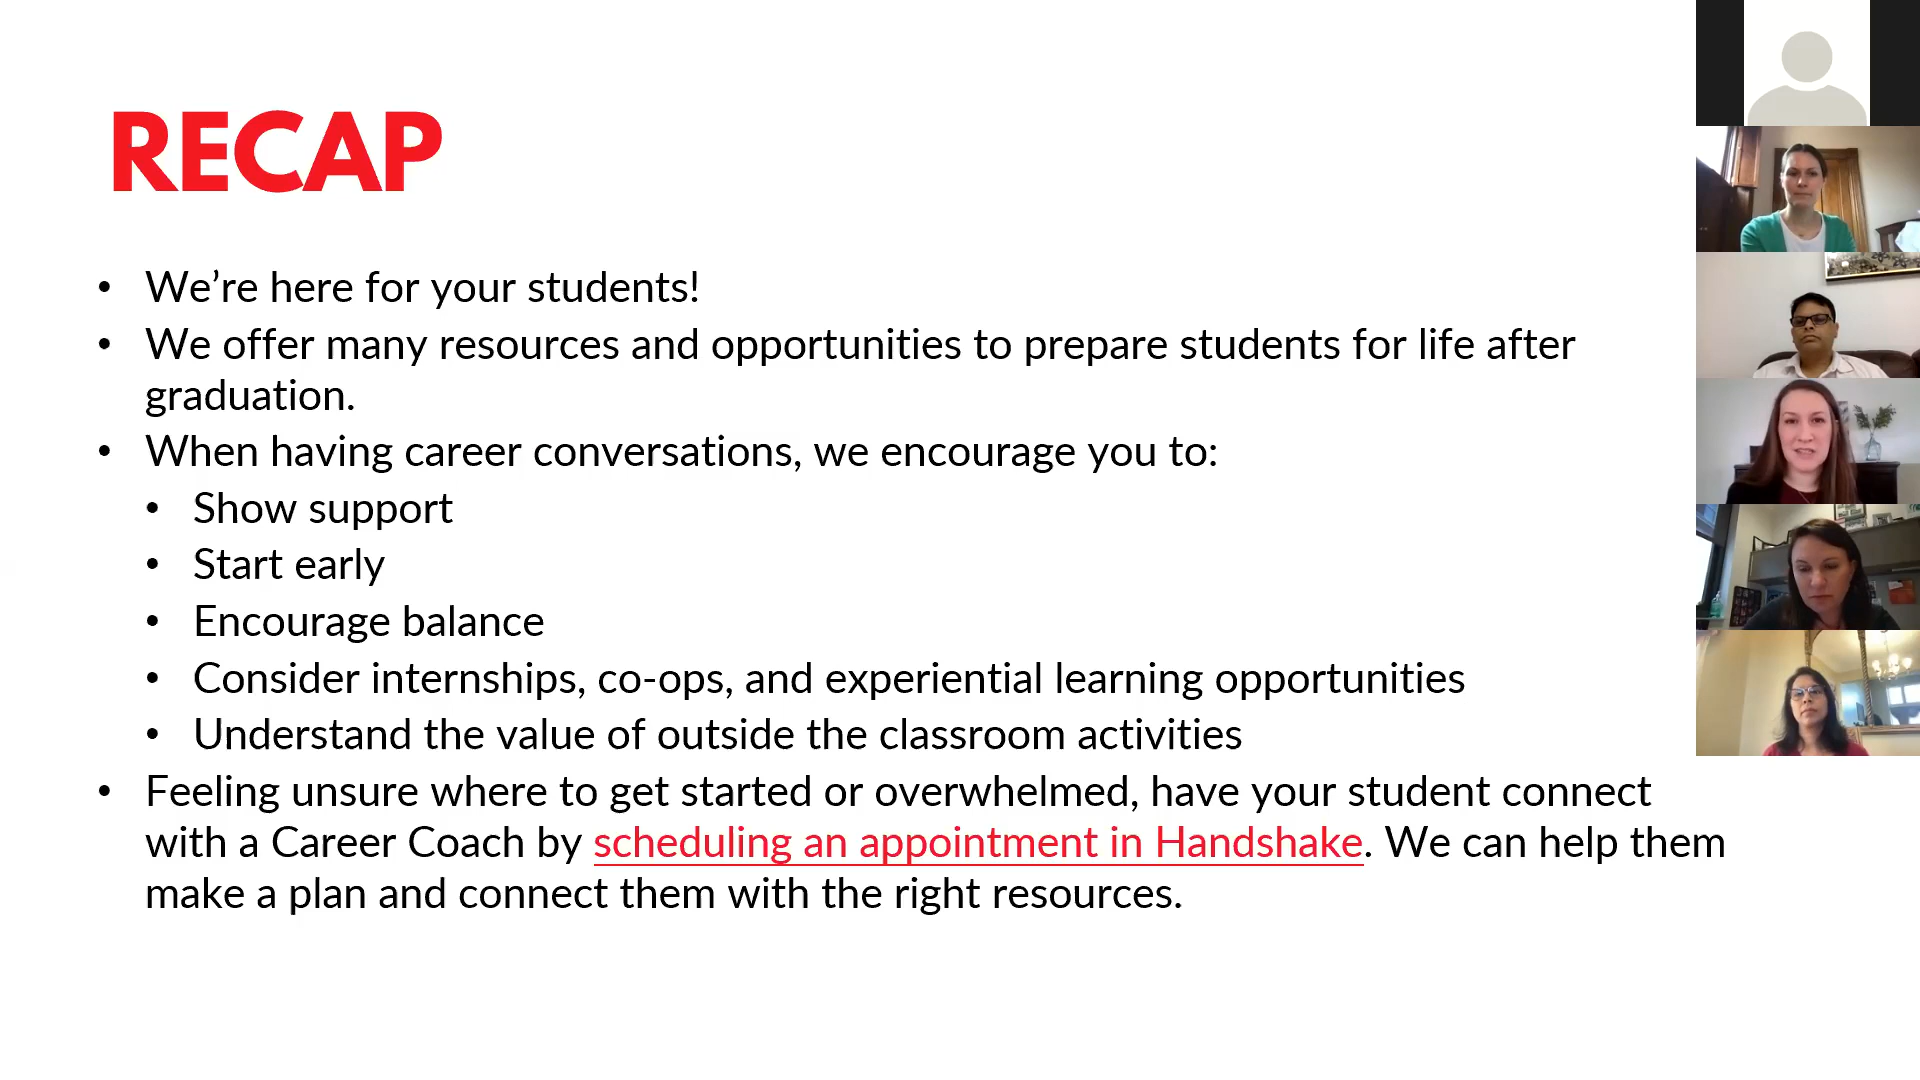 RECAP
• We’re here for your students!
• We offer many resources and opportunities to prepare students for life after
graduation.
• When having career conversations, we encourage you to:
• Show support
• Start early
• Encourage balance
• Consider internships, co-ops, and experiential learning opportunities
• Understand the value of outside the classroom activities
• Feeling unsure where to get started or overwhelmed, have your student connect
with a Career Coach by scheduling an appointment in Handshake. We can help them
make a plan and connect them with the right resources.